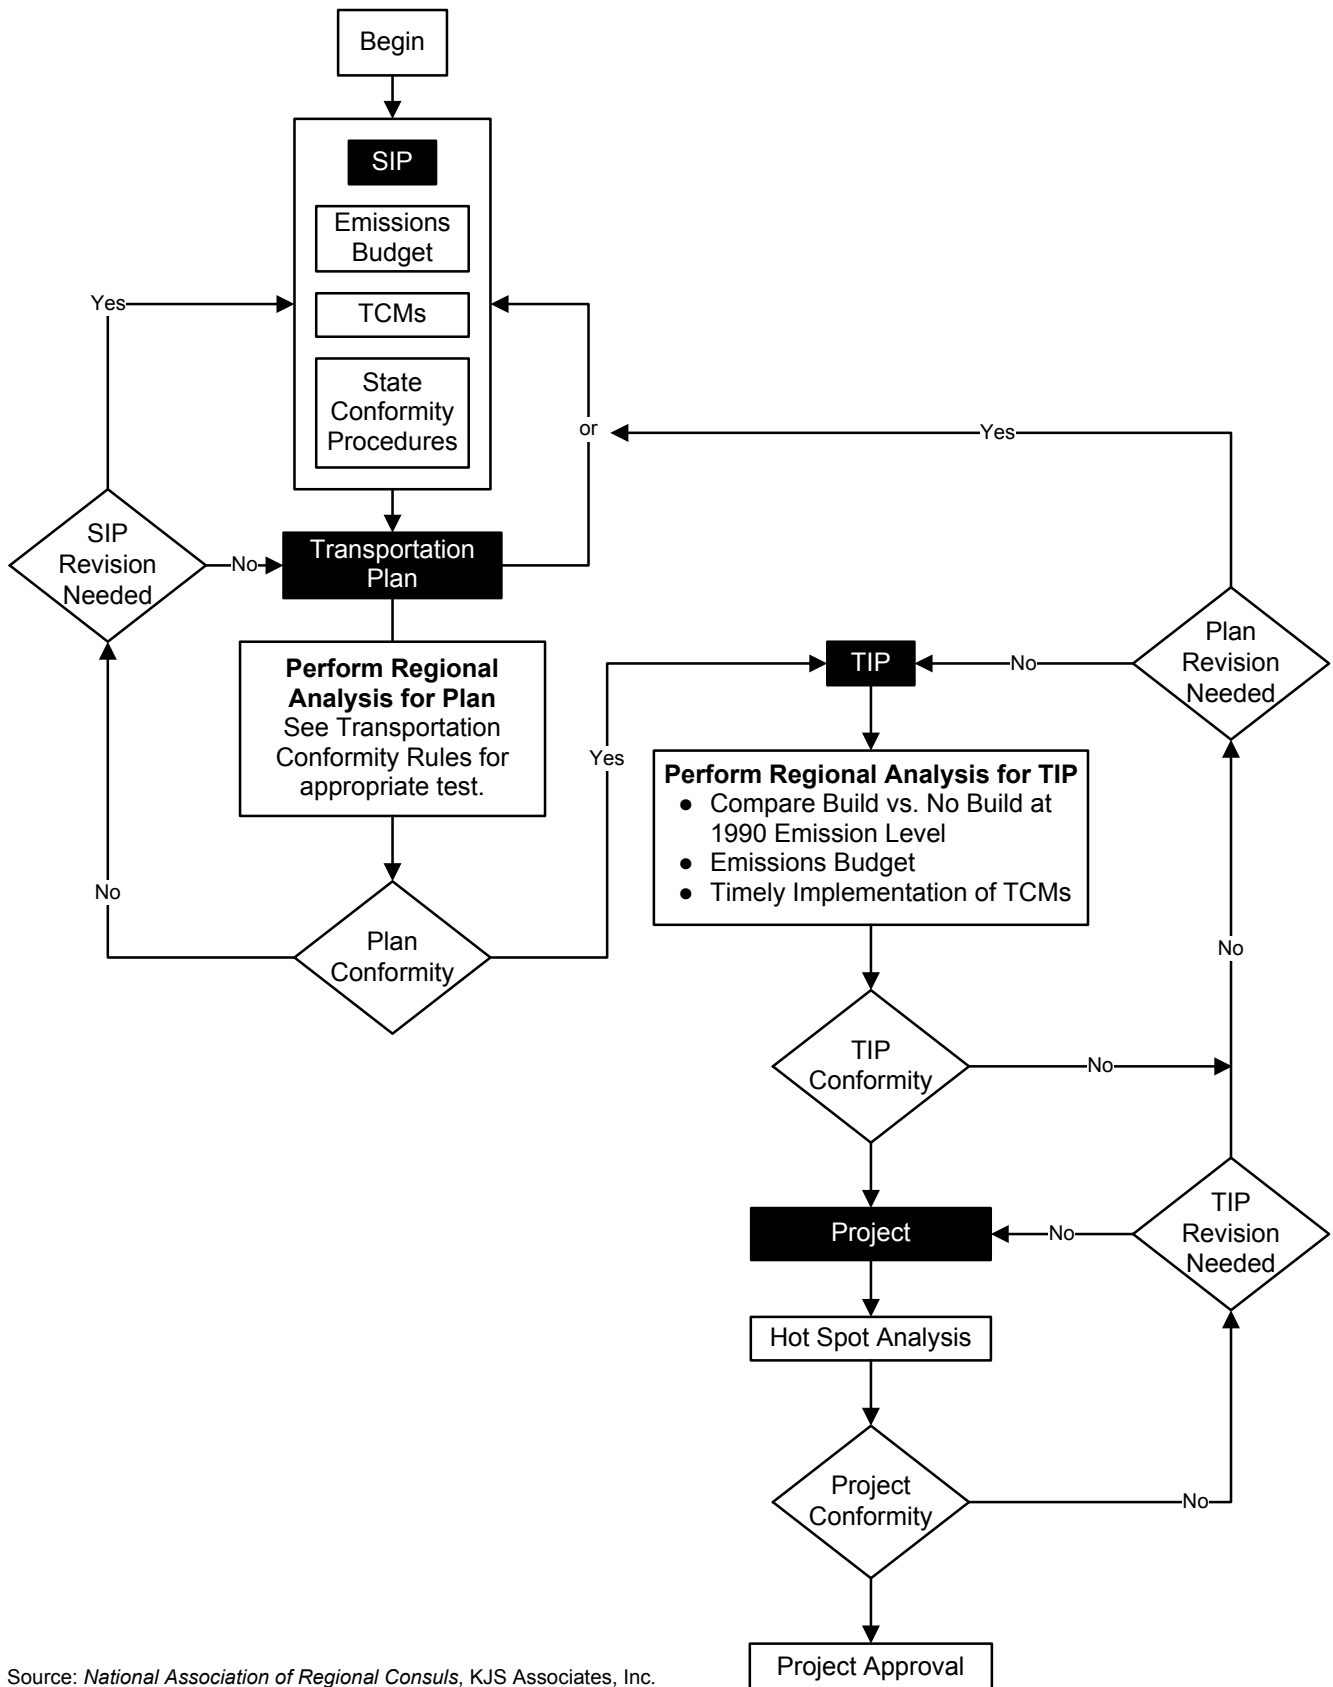 Begin
SIP
Emissions
Budget
Yes
TCMs
State
Conformity
Procedures
or
Yes
SIP
Revision
Needed
No
Transportation
Plan
Perform Regional
Analysis for Plan
See Transportation
Conformity Rules for
appropriate test.
Plan
Revision
Needed
No
TIP
Yes
Perform Regional Analysis for TIP
● Compare Build vs. No Build at
1990 Emission Level
● Emissions Budget
● Timely Implementation of TCMs
No
Plan
Conformity
No
TIP
Conformity
No
Project
No
TIP
Revision
Needed
Hot Spot Analysis
Project
Conformity
No
Project Approval
Source: National Association of Regional Consuls, KJS Associates, Inc.